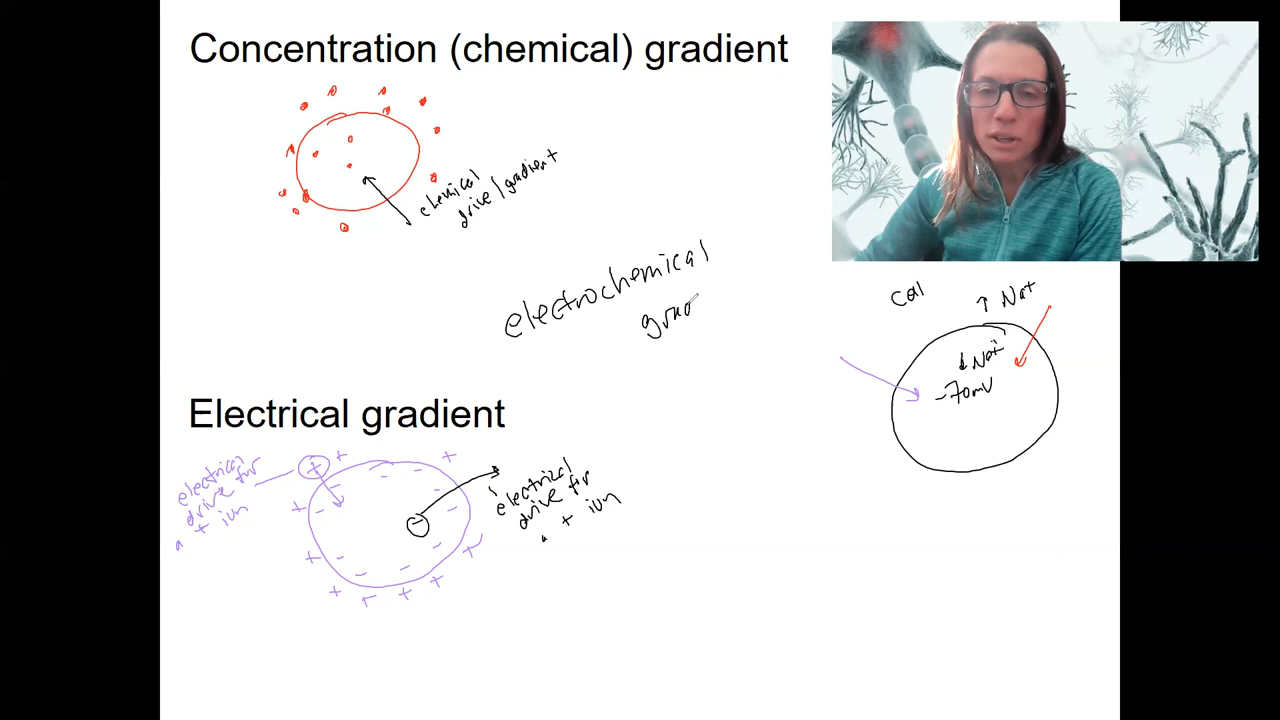 Concentration (chemical) gradient
chemical
drive / gradient
electrochemical
grad
cell
↑ Na+
↓ Na+
-70mV
Electrical gradient
electrical
drive for
a + ion
electrical
drive for
a + ion